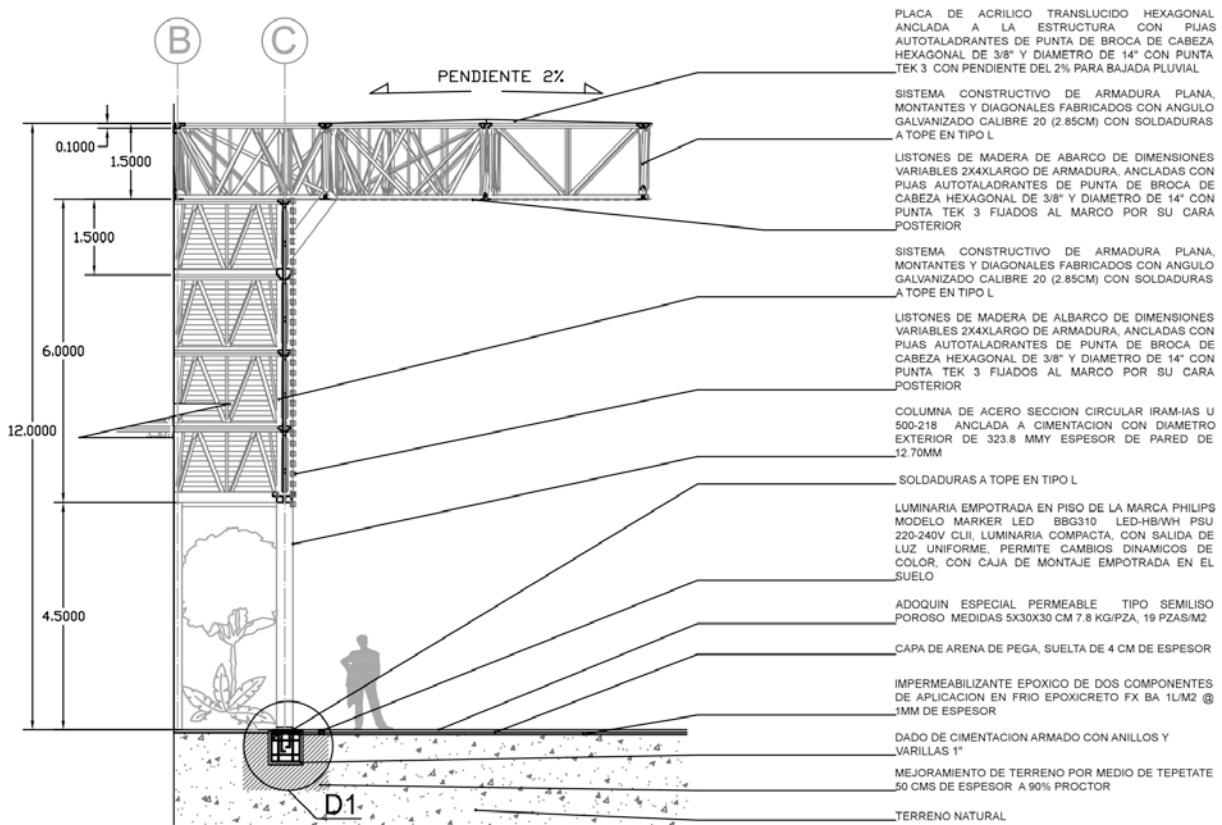 B
C
PENDIENTE 2%
0.1000
1.5000
1.5000
6.0000
12.0000
4.5000
D1
PLACA DE ACRILICO TRANSLUCIDO HEXAGONAL
ANCLADA A LA ESTRUCTURA CON PIJAS
AUTOTALADRANTES DE PUNTA DE BROCA DE CABEZA
HEXAGONAL DE 3/8" Y DIAMETRO DE 14" CON PUNTA
TEK 3 CON PENDIENTE DEL 2% PARA BAJADA PLUVIAL
SISTEMA CONSTRUCTIVO DE ARMADURA PLANA,
MONTANTES Y DIAGONALES FABRICADOS CON ANGULO
GALVANIZADO CALIBRE 20 (2.85CM) CON SOLDADURAS
A TOPE EN TIPO L
LISTONES DE MADERA DE ABARCO DE DIMENSIONES
VARIABLES 2X4XLARGO DE ARMADURA, ANCLADAS CON
PIJAS AUTOTALADRANTES DE PUNTA DE BROCA DE
CABEZA HEXAGONAL DE 3/8" Y DIAMETRO DE 14" CON
PUNTA TEK 3 FIJADOS AL MARCO POR SU CARA
POSTERIOR
SISTEMA CONSTRUCTIVO DE ARMADURA PLANA,
MONTANTES Y DIAGONALES FABRICADOS CON ANGULO
GALVANIZADO CALIBRE 20 (2.85CM) CON SOLDADURAS
A TOPE EN TIPO L
LISTONES DE MADERA DE ALBARCO DE DIMENSIONES
VARIABLES 2X4XLARGO DE ARMADURA, ANCLADAS CON
PIJAS AUTOTALADRANTES DE PUNTA DE BROCA DE
CABEZA HEXAGONAL DE 3/8" Y DIAMETRO DE 14" CON
PUNTA TEK 3 FIJADOS AL MARCO POR SU CARA
POSTERIOR
COLUMNA DE ACERO SECCION CIRCULAR IRAM-IAS U
500-218 ANCLADA A CIMENTACION CON DIAMETRO
EXTERIOR DE 323.8 MMY ESPESOR DE PARED DE
12.70MM
SOLDADURAS A TOPE EN TIPO L
LUMINARIA EMPOTRADA EN PISO DE LA MARCA PHILIPS
MODELO MARKER LED BBG310 LED-HB/WH PSU
220-240V CLII, LUMINARIA COMPACTA, CON SALIDA DE
LUZ UNIFORME, PERMITE CAMBIOS DINAMICOS DE
COLOR, CON CAJA DE MONTAJE EMPOTRADA EN EL
SUELO
ADOQUIN ESPECIAL PERMEABLE TIPO SEMILISO
POROSO MEDIDAS 5X30X30 CM 7.8 KG/PZA, 19 PZAS/M2
CAPA DE ARENA DE PEGA, SUELTA DE 4 CM DE ESPESOR
IMPERMEABILIZANTE EPOXICO DE DOS COMPONENTES
DE APLICACION EN FRIO EPOXICRETO FX BA 1L/M2 @
1MM DE ESPESOR
DADO DE CIMENTACION ARMADO CON ANILLOS Y
VARILLAS 1"
MEJORAMIENTO DE TERRENO POR MEDIO DE TEPETATE
50 CMS DE ESPESOR A 90% PROCTOR
TERRENO NATURAL